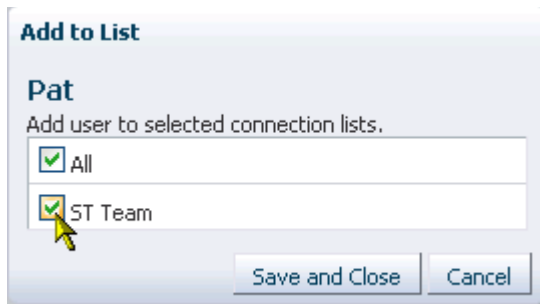 Add to List
Pat
Add user to selected connection lists.
All
ST Team
Save and Close Cancel